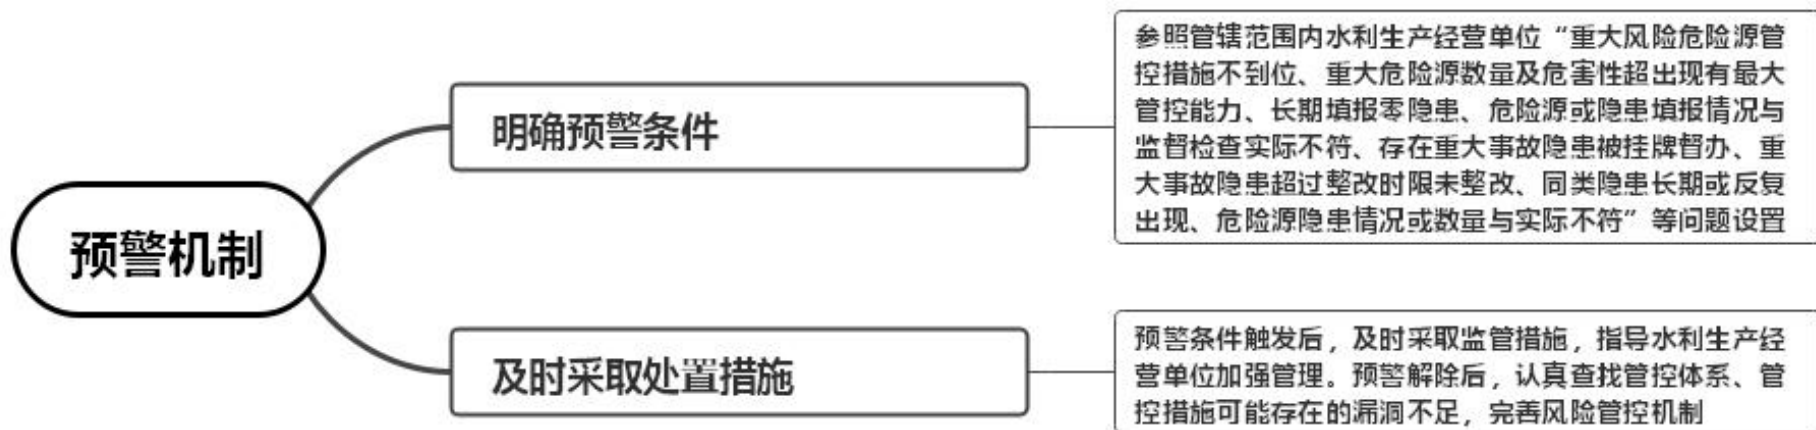 预警机制
明确预警条件
参照管辖范围内水利生产经营单位“重大风险危险源管
控措施不到位、重大危险源数量及危害性超出现有最大
管控能力、长期填报零隐患、危险源或隐患填报情况与
监督检查实际不符、存在重大事故隐患被挂牌督办、重
大事故隐患超过整改时限未整改、同类隐患长期或反复
出现、危险源隐患情况或数量与实际不符”等问题设置
及时采取处置措施
预警条件触发后，及时采取监管措施，指导水利生产经
营单位加强管理。预警解除后，认真查找管控体系、管
控措施可能存在的漏洞不足，完善风险管控机制